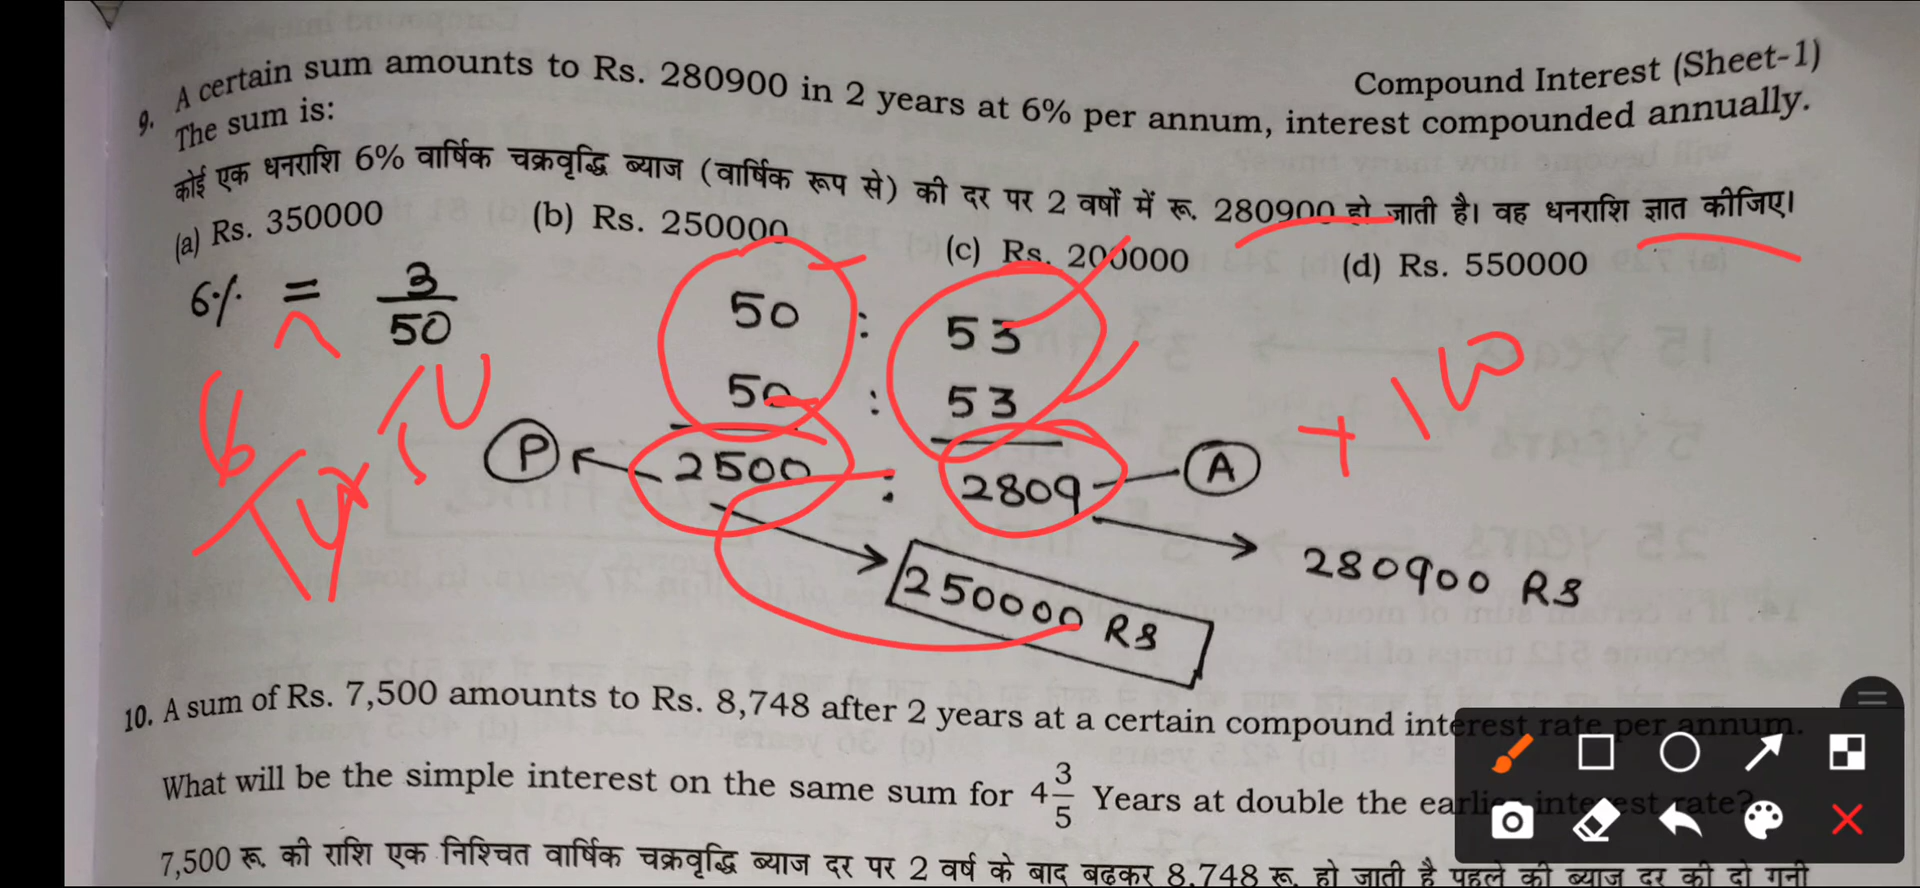 Compound Interest (Sheet-1)
9. A certain sum amounts to Rs. 280900 in 2 years at 6% per annum, interest compounded annually.
The sum is:
कोई एक धनराशि 6% वार्षिक चक्रवृद्धि ब्याज (वार्षिक रूप से) की दर पर 2 वर्षों में रू. 280900 हो जाती है। वह धनराशि ज्ञात कीजिए।
(a) Rs. 350000 (b) Rs. 250000 (c) Rs. 200000 (d) Rs. 550000
6% = 3/50
50 : 53
50 : 53
P ← 2500 : 2809 — A
250000 RS
280900 RS
10. A sum of Rs. 7,500 amounts to Rs. 8,748 after 2 years at a certain compound interest rate per annum.
What will be the simple interest on the same sum for 4 3/5 Years at double the earlier interest rate?
7,500 रू. की राशि एक निश्चित वार्षिक चक्रवृद्धि ब्याज दर पर 2 वर्ष के बाद बढ़कर 8,748 रू. हो जाती है पहले की ब्याज दर की दो गुनी